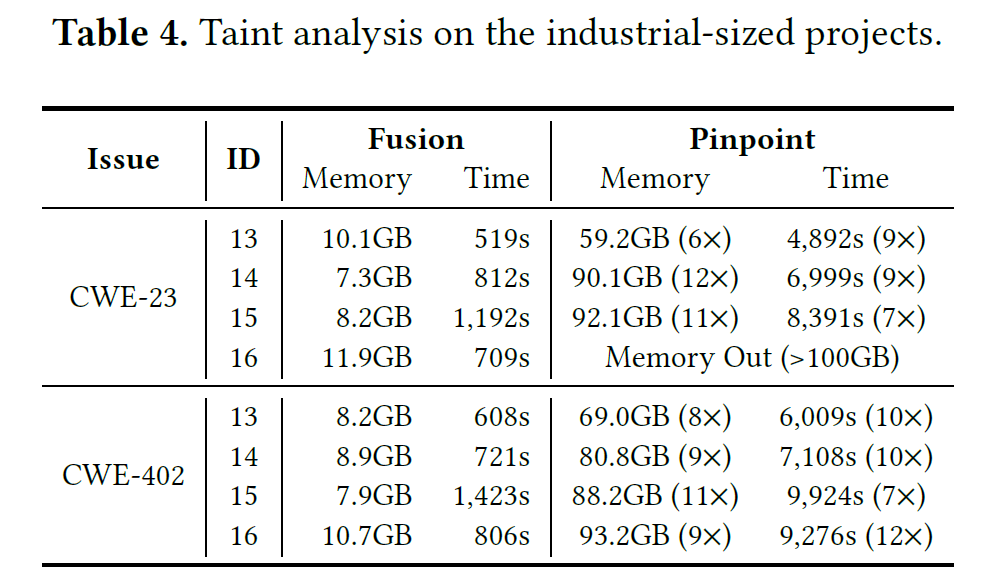 Table 4. Taint analysis on the industrial-sized projects.
Issue ID Fusion Pinpoint
Memory Time Memory Time
CWE-23
13 10.1GB 519s 59.2GB (6×) 4,892s (9×)
14 7.3GB 812s 90.1GB (12×) 6,999s (9×)
15 8.2GB 1,192s 92.1GB (11×) 8,391s (7×)
16 11.9GB 709s Memory Out (>100GB)
CWE-402
13 8.2GB 608s 69.0GB (8×) 6,009s (10×)
14 8.9GB 721s 80.8GB (9×) 7,108s (10×)
15 7.9GB 1,423s 88.2GB (11×) 9,924s (7×)
16 10.7GB 806s 93.2GB (9×) 9,276s (12×)